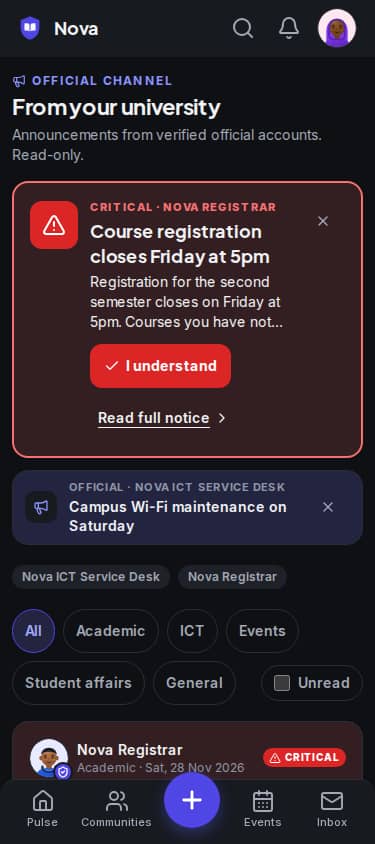 Nova
OFFICIAL CHANNEL
From your university
Announcements from verified official accounts.
Read-only.
CRITICAL · NOVA REGISTRAR
Course registration
closes Friday at 5pm
Registration for the second
semester closes on Friday at
5pm. Courses you have not…
I understand
Read full notice
OFFICIAL · NOVA ICT SERVICE DESK
Campus Wi-Fi maintenance on
Saturday
Nova ICT Service Desk
Nova Registrar
All
Academic
ICT
Events
Student affairs
General
Unread
Nova Registrar
CRITICAL
Academic · Sat, 28 Nov 2026
Pulse
Communities
Events
Inbox